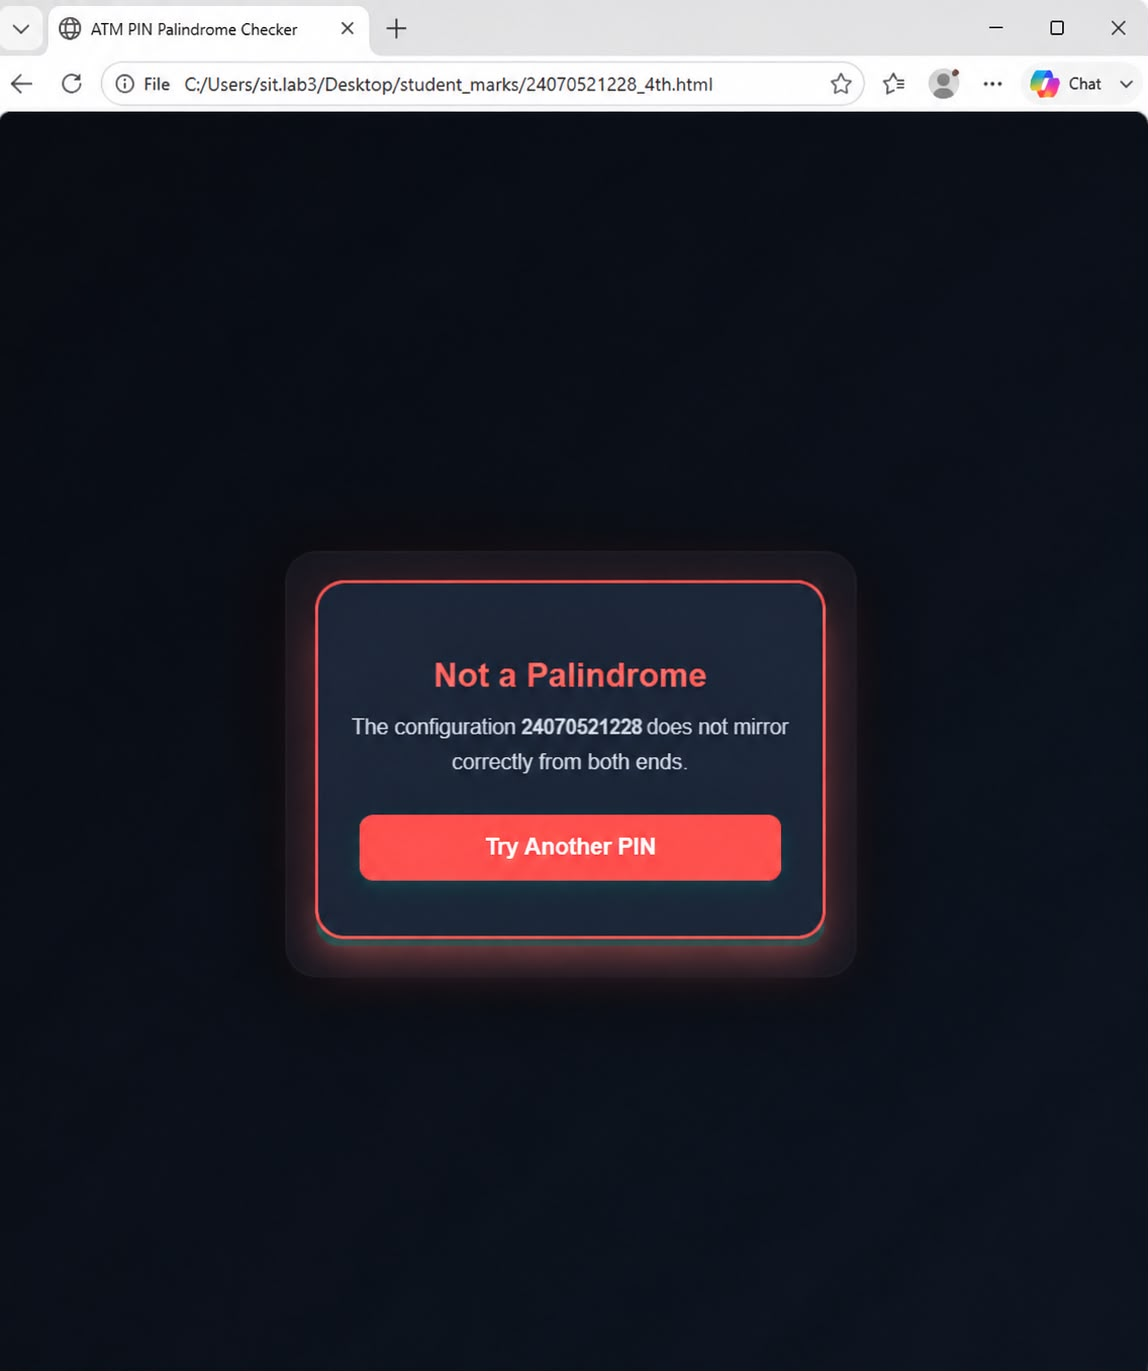 ATM PIN Palindrome Checker
File C:/Users/sit.lab3/Desktop/student_marks/24070521228_4th.html
Chat
Not a Palindrome
The configuration 24070521228 does not mirror
correctly from both ends.
Try Another PIN